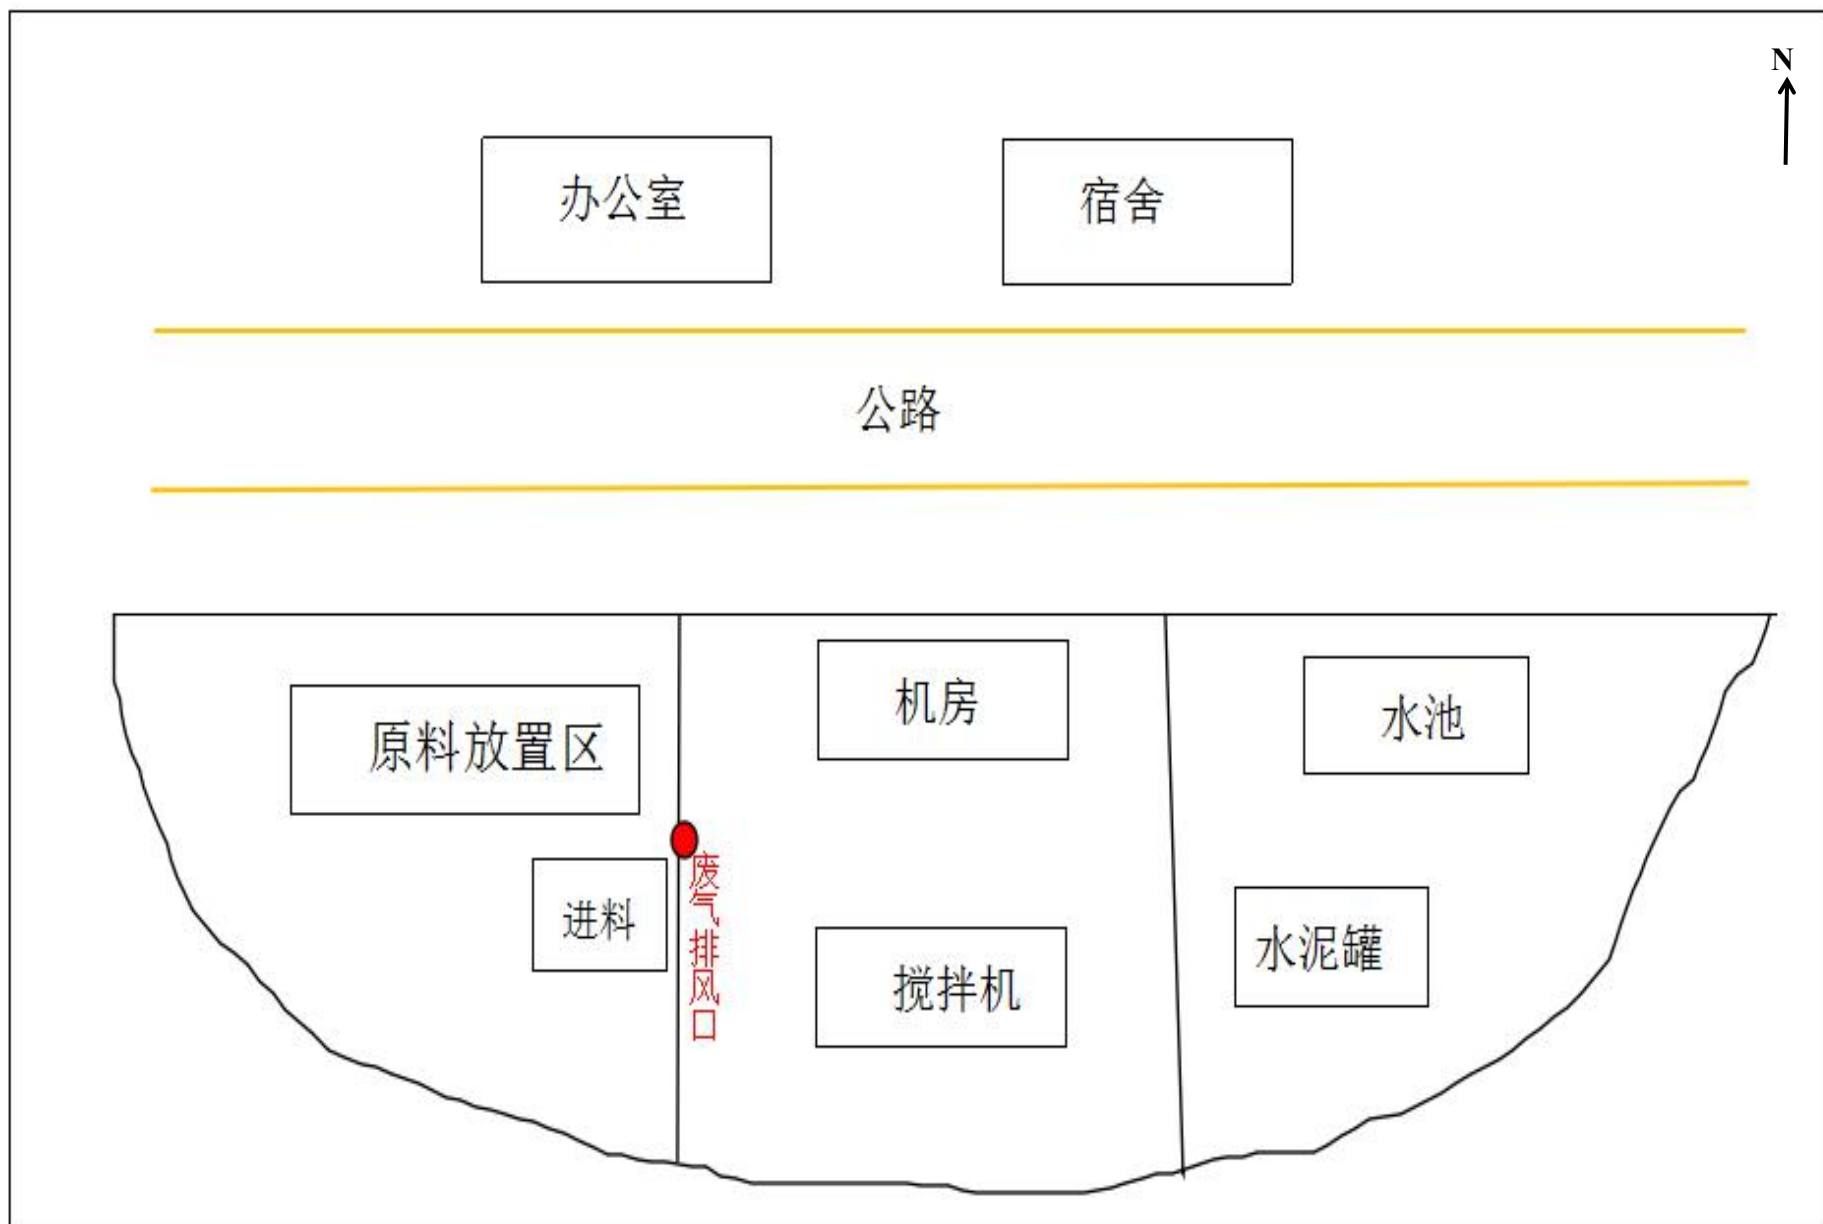 N
办公室
宿舍
公路
原料放置区
机房
水池
进料
废气排风口
搅拌机
水泥罐